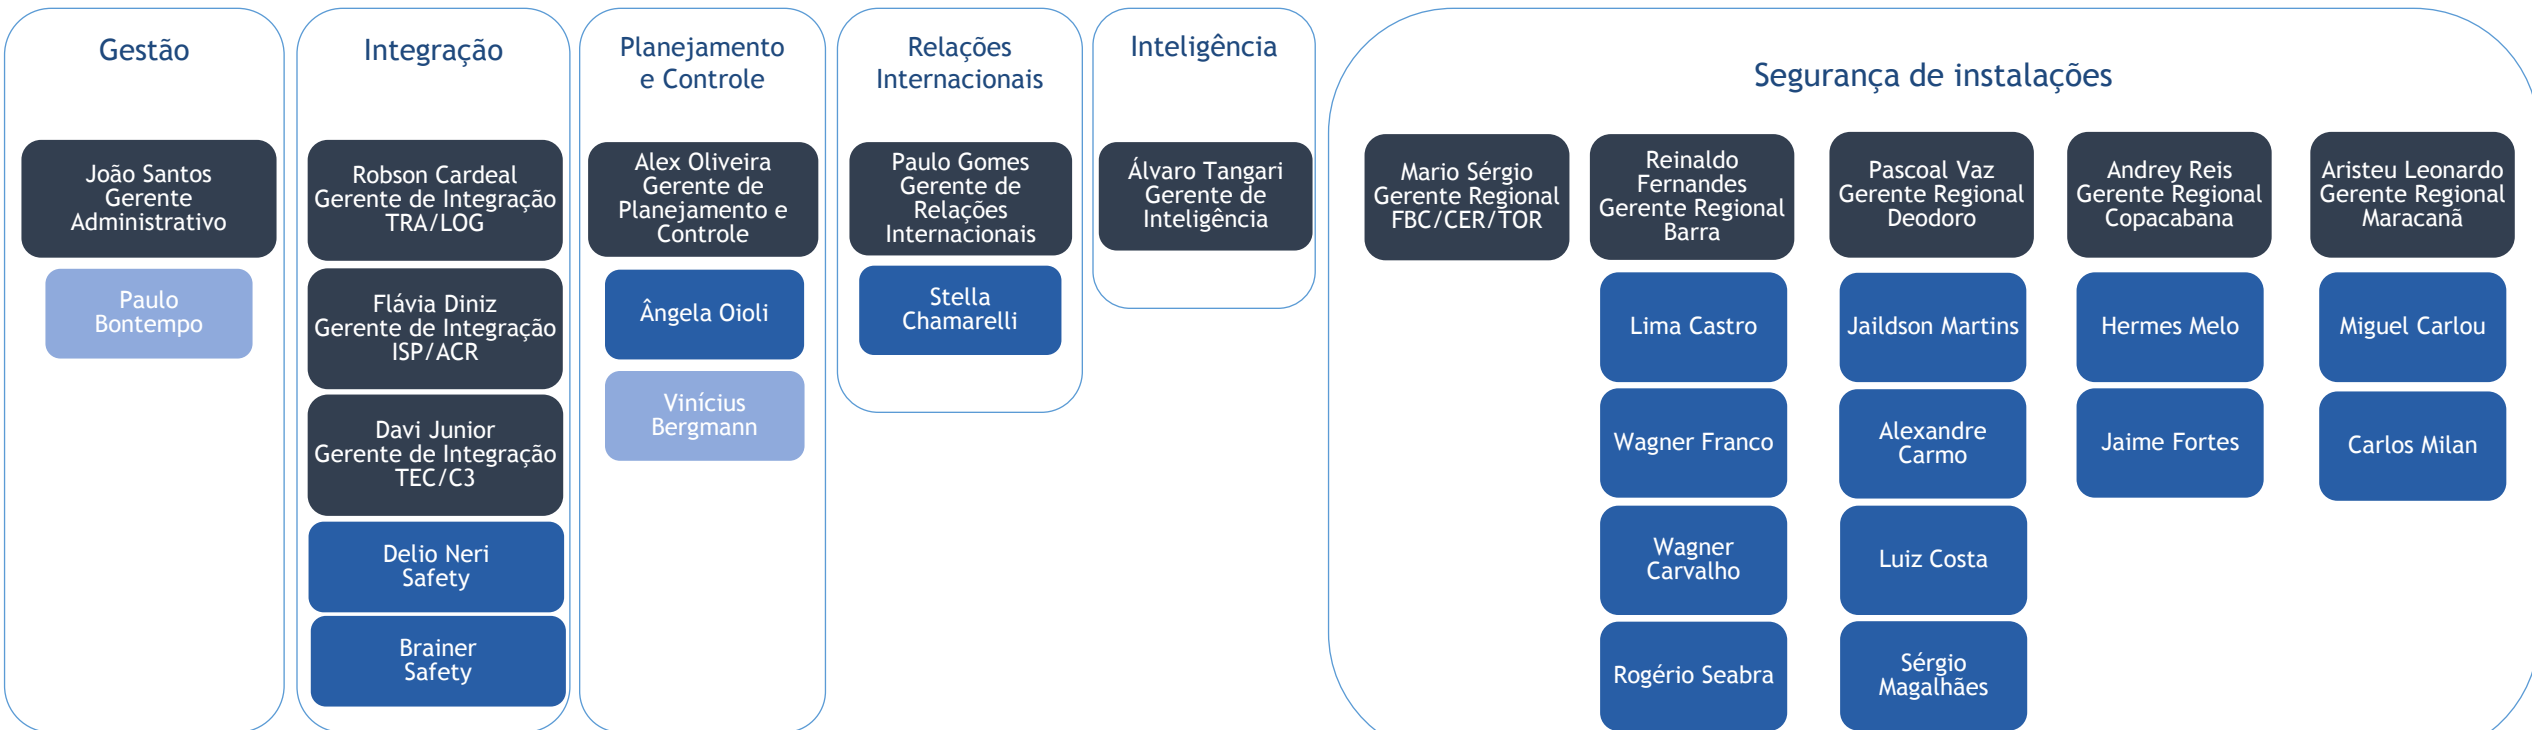 Gestão
João Santos
Gerente
Administrativo
Paulo
Bontempo
Integração
Robson Cardeal
Gerente de Integração
TRA/LOG
Flávia Diniz
Gerente de Integração
ISP/ACR
Davi Junior
Gerente de Integração
TEC/C3
Delio Neri
Safety
Brainer
Safety
Planejamento
e Controle
Alex Oliveira
Gerente de
Planejamento e
Controle
Ângela Oioli
Vinícius
Bergmann
Relações
Internacionais
Paulo Gomes
Gerente de
Relações
Internacionais
Stella
Chamarelli
Inteligência
Álvaro Tangari
Gerente de
Inteligência
Segurança de instalações
Mario Sérgio
Gerente Regional
FBC/CER/TOR
Reinaldo
Fernandes
Gerente Regional
Barra
Lima Castro
Wagner Franco
Wagner
Carvalho
Rogério Seabra
Pascoal Vaz
Gerente Regional
Deodoro
Jaildson Martins
Alexandre
Carmo
Luiz Costa
Sérgio
Magalhães
Andrey Reis
Gerente Regional
Copacabana
Hermes Melo
Jaime Fortes
Aristeu Leonardo
Gerente Regional
Maracanã
Miguel Carlou
Carlos Milan